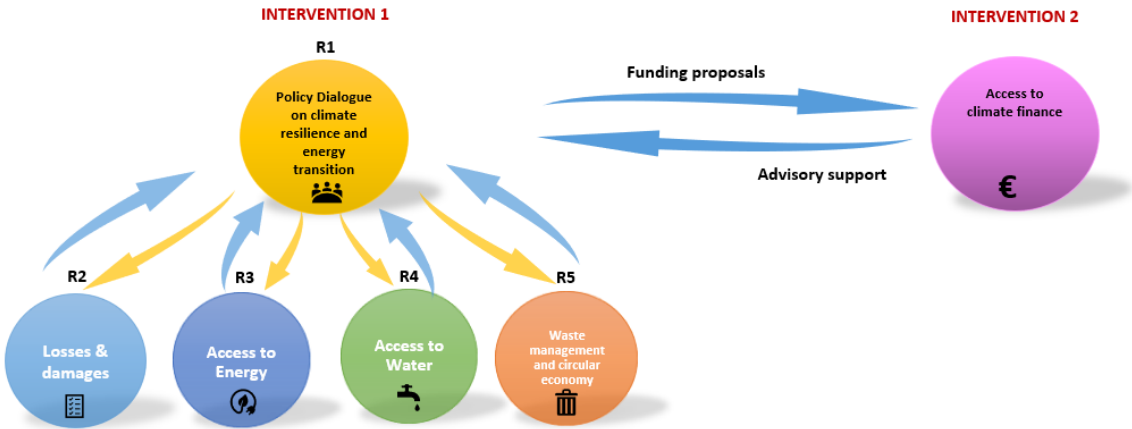 INTERVENTION 1
INTERVENTION 2
R1
Policy Dialogue
on climate
resilience and
energy
transition
Funding proposals
Access to
climate finance
Advisory support
€
R2
R3
R4
R5
Losses &
damages
Access to
Energy
Access to
Water
Waste
management
and circular
economy